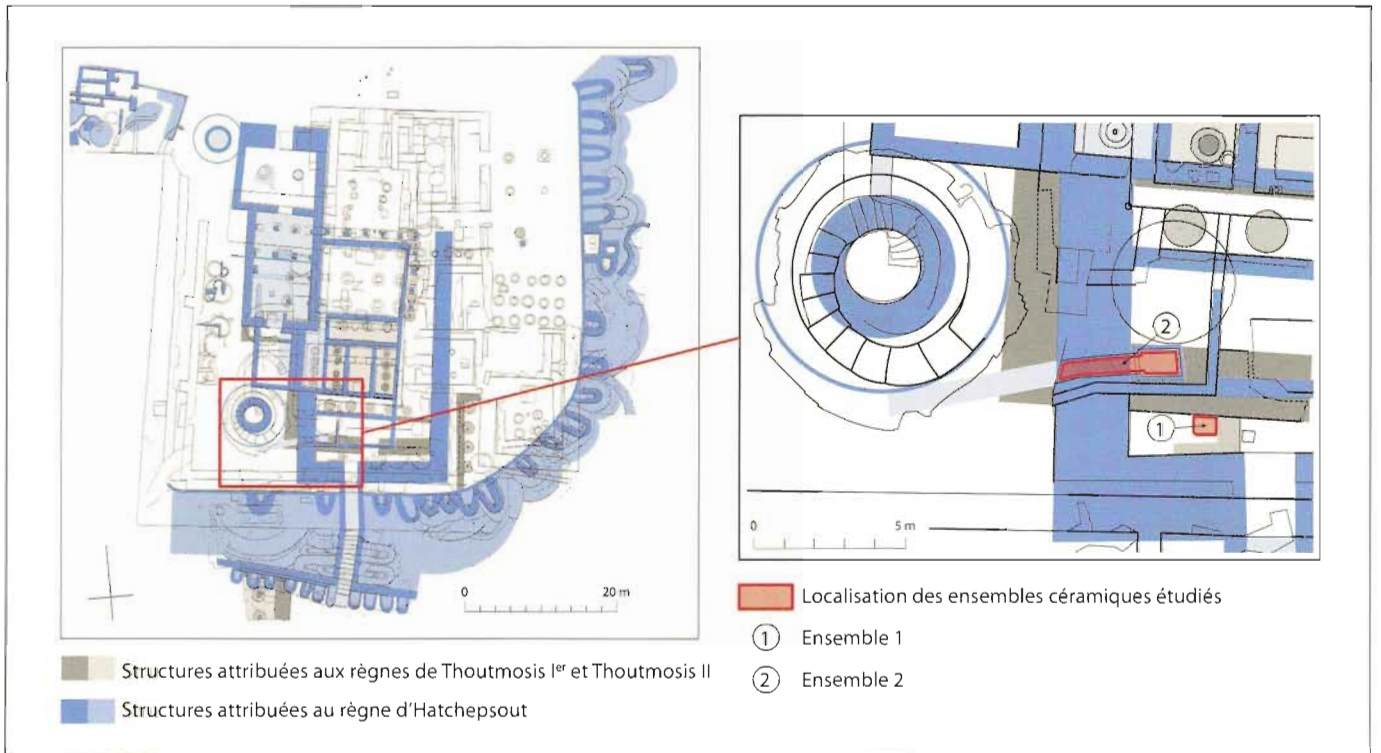 2
1
0 5 m
0 20 m
Structures attribuées aux règnes de Thoutmosis Ier et Thoutmosis II
Structures attribuées au règne d'Hatchepsout
Localisation des ensembles céramiques étudiés
1 Ensemble 1
2 Ensemble 2